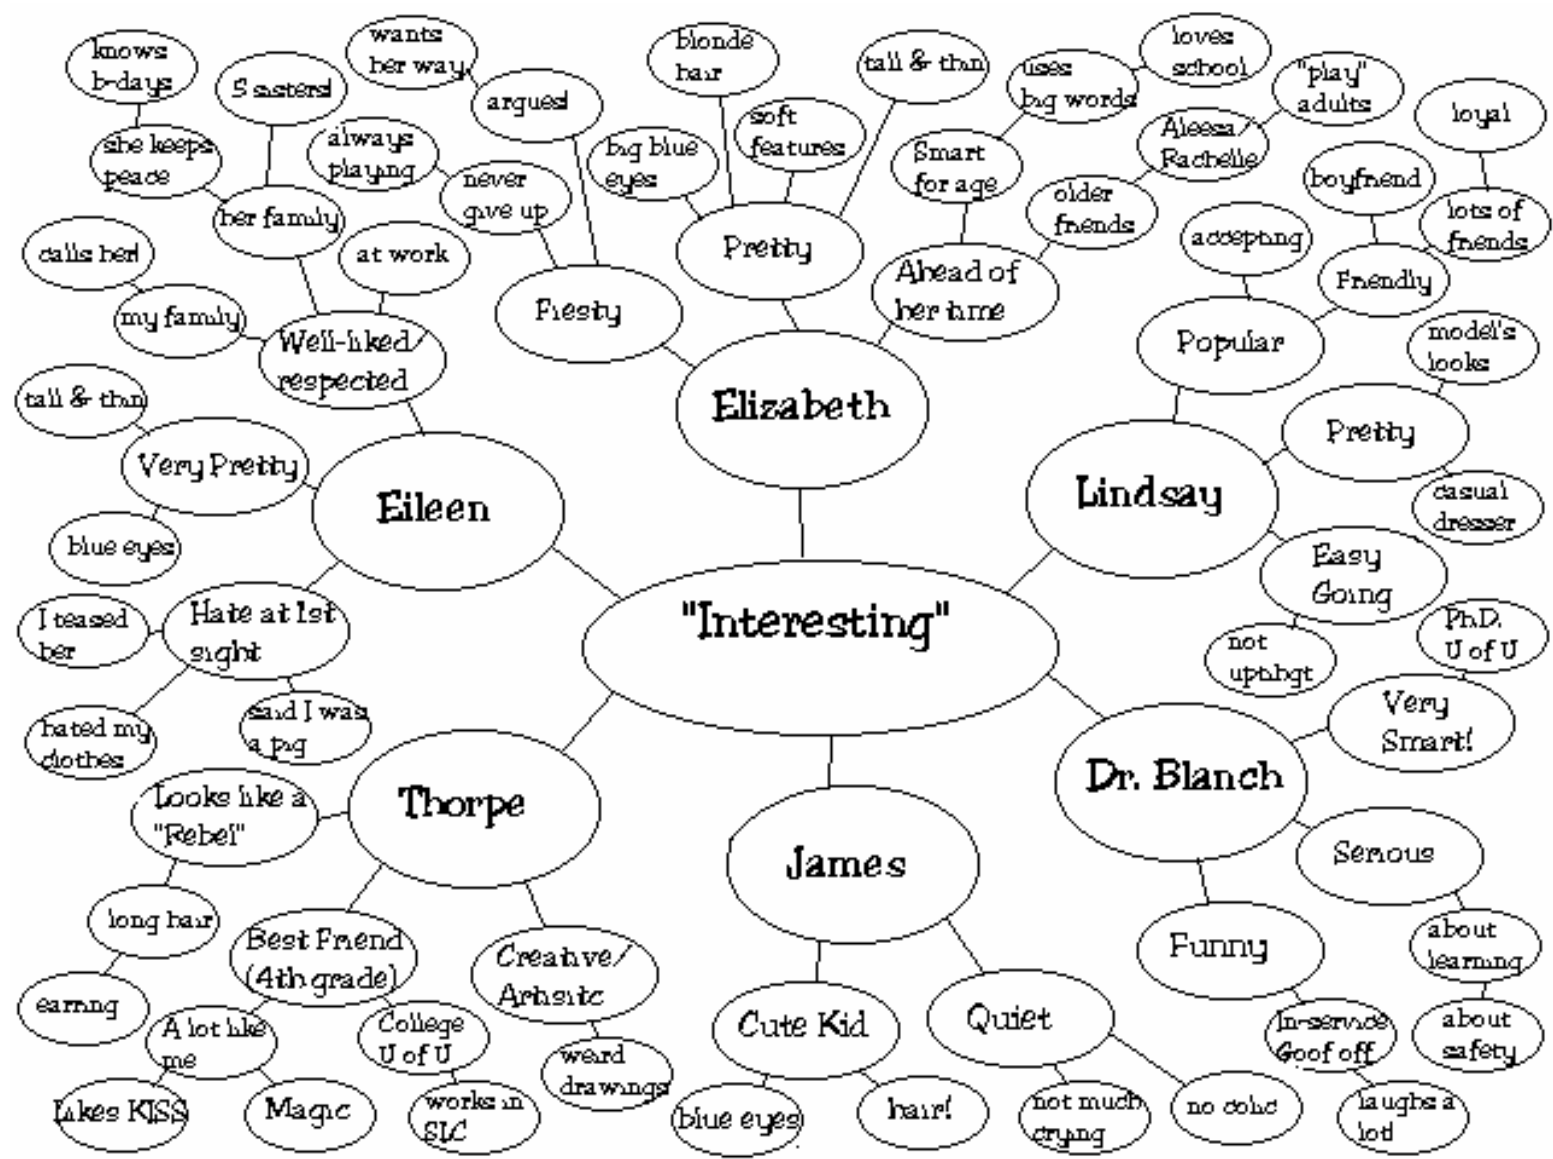 knows
b-days
5 sisters!
wants
her way
argues!
blonde
hair
tall & thin
uses
big words
loves
school
"play"
adults
loyal
she keeps
peace
always
playing
never
give up
big blue
eyes
soft
features
Smart
for age
Aleesa/
Rachelle
older
friends
boyfriend
lots of
friends
her family
at work
calls her!
my family
Well-liked/
respected
Fiesty
Pretty
Ahead of
her time
accepting
Friendly
Popular
model's
looks
tall & thin
Very Pretty
blue eyes
Eileen
Elizabeth
Lindsay
Pretty
casual
dresser
Easy
Going
not
uptihgt
Ph.D.
U of U
I teased
her
Hate at 1st
sight
hated my
clothes
said I was
a pig
"Interesting"
Very
Smart!
Dr. Blanch
Serious
Funny
about
learning
about
safety
In-service
Goof off
laughs a
lot!
Looks like a
"Rebel"
Thorpe
James
long hair
earring
Best Friend
(4th grade)
Creative/
Artisitc
A lot like
me
College
U of U
weird
drawings
Likes KISS
Magic
works in
SLC
Cute Kid
Quiet
blue eyes
hair!
not much
crying
no colic